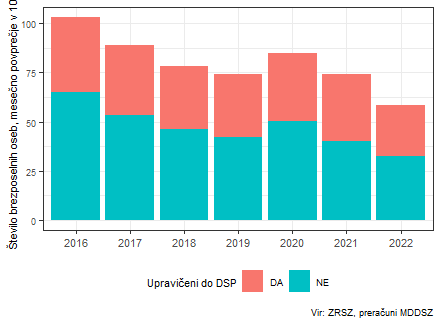 Število brezposelnih oseb, mesečno povprečje v 10
100
75
50
25
0
2016 2017 2018 2019 2020 2021 2022
Upravičeni do DSP DA NE
Vir: ZRSZ, preračuni MDDSZ